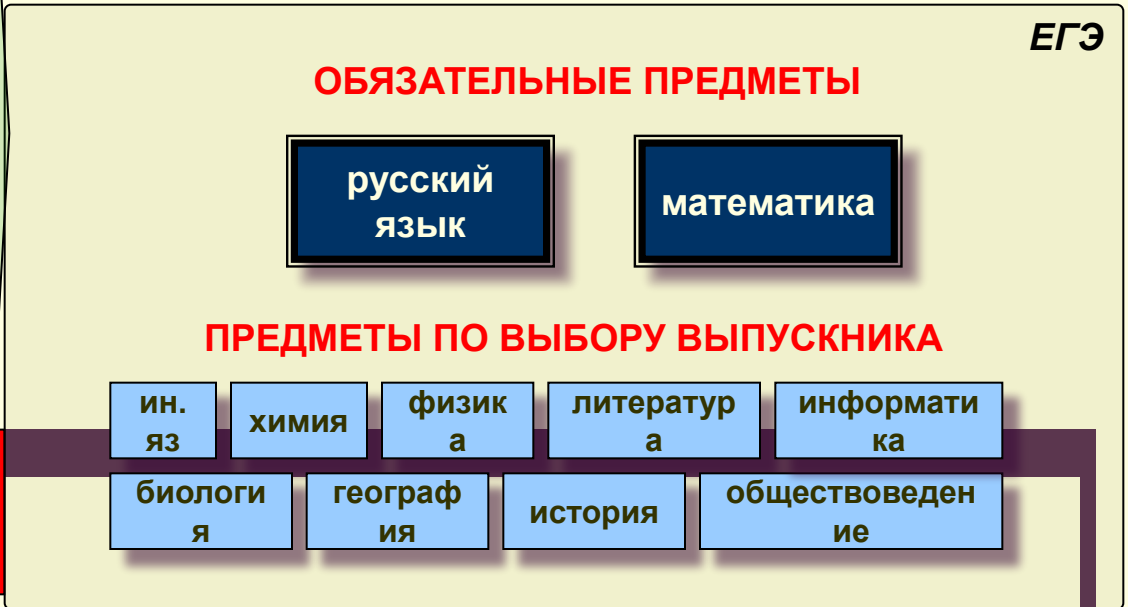 ЕГЭ
ОБЯЗАТЕЛЬНЫЕ ПРЕДМЕТЫ
русский
язык
математика
ПРЕДМЕТЫ ПО ВЫБОРУ ВЫПУСКНИКА
ин.
яз
химия
физик
а
литератур
а
информати
ка
биологи
я
географ
ия
история
обществоведен
ие